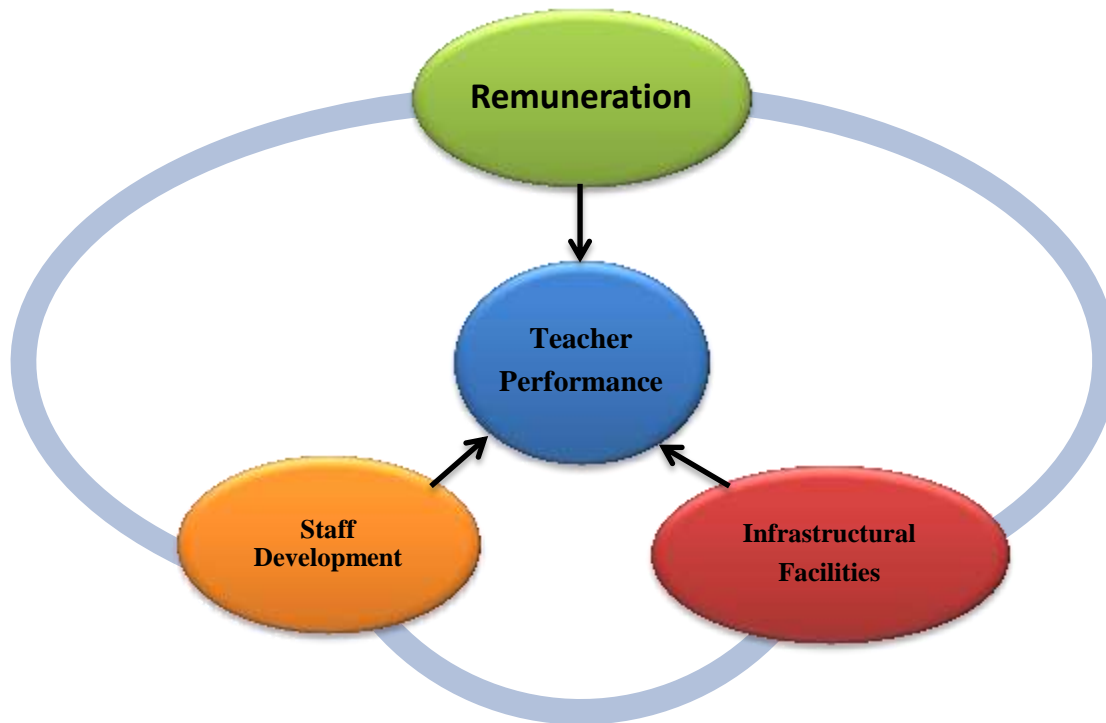 Remuneration
Teacher
Performance
Staff
Development
Infrastructural
Facilities